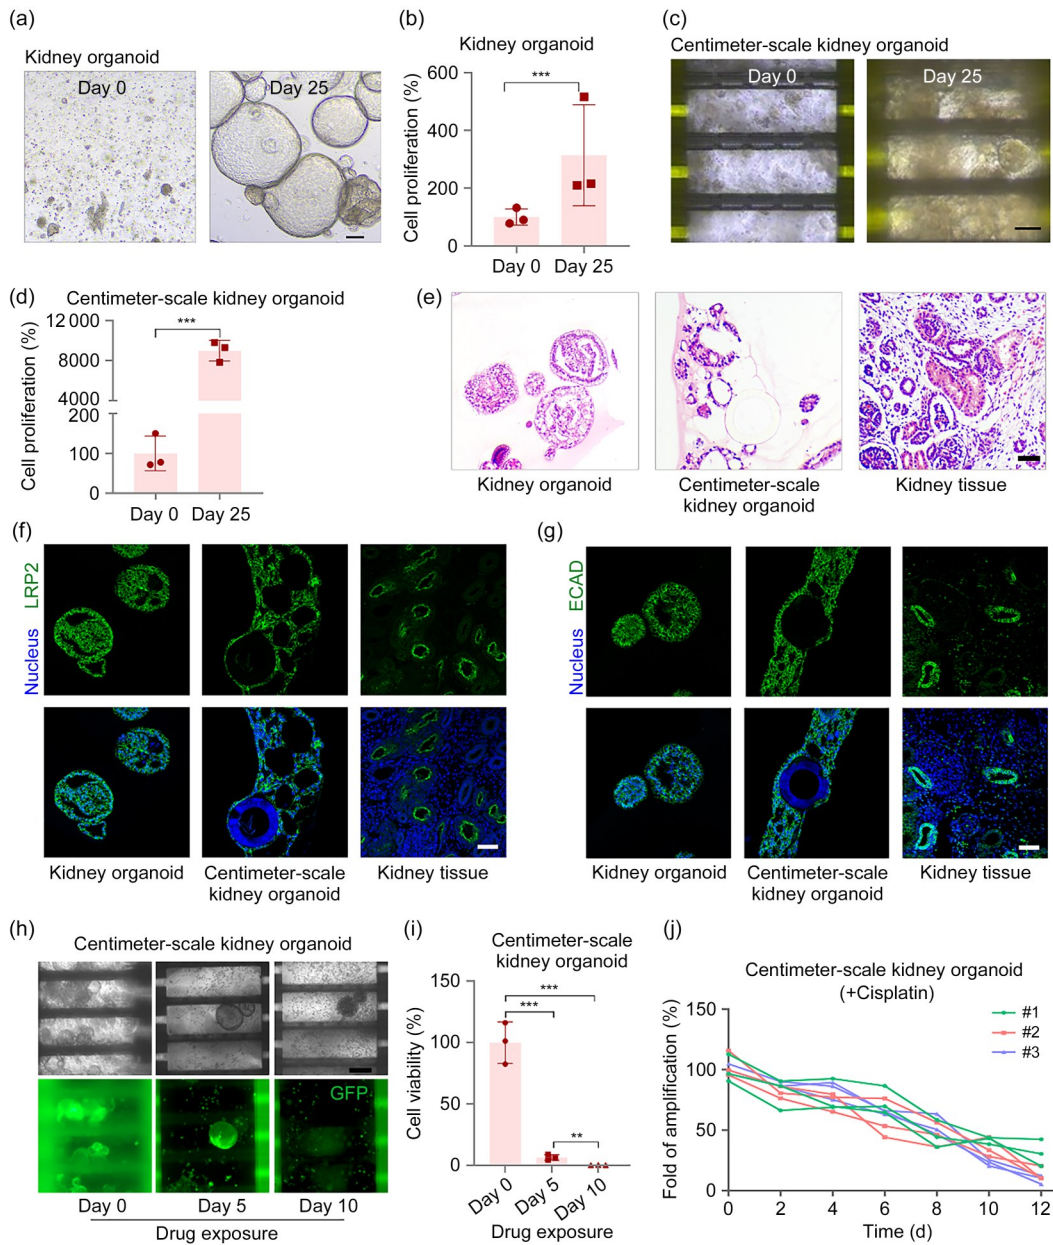 (a)
Kidney organoid
Day 0
Day 25
(b)
Kidney organoid
Cell proliferation (%)
600
400
200
0
***
Day 0
Day 25
(c)
Centimeter-scale kidney organoid
Day 0
Day 25
(d)
Centimeter-scale kidney organoid
Cell proliferation (%)
12 000
8000
4000
200
100
0
***
Day 0
Day 25
(e)
Kidney organoid
Centimeter-scale
kidney organoid
Kidney tissue
(f)
Nucleus LRP2
Kidney organoid
Centimeter-scale
kidney organoid
Kidney tissue
(g)
Nucleus ECAD
Kidney organoid
Centimeter-scale
kidney organoid
Kidney tissue
(h)
Centimeter-scale kidney organoid
GFP
Day 0
Day 5
Day 10
Drug exposure
(i)
Centimeter-scale
kidney organoid
Cell viability (%)
150
100
50
0
***
***
**
Day 0
Day 5
Day 10
Drug exposure
(j)
Centimeter-scale kidney organoid
(+Cisplatin)
Fold of amplification (%)
150
100
50
0
#1
#2
#3
0 2 4 6 8 10 12
Time (d)